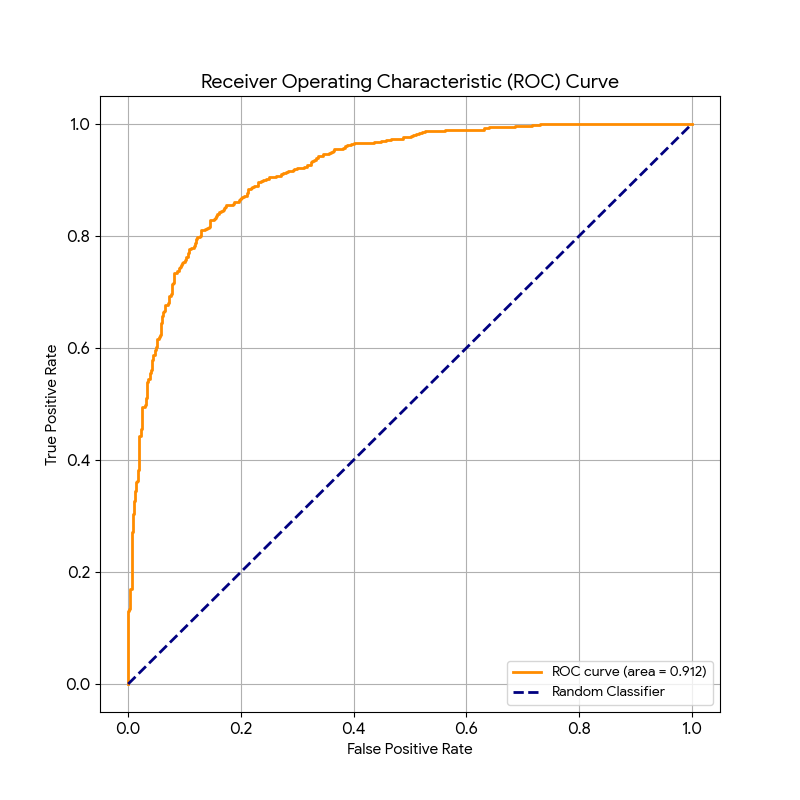 Receiver Operating Characteristic (ROC) Curve
1.0
0.8
0.6
0.4
0.2
0.0
True Positive Rate
ROC curve (area = 0.912)
Random Classifier
0.0 0.2 0.4 0.6 0.8 1.0
False Positive Rate